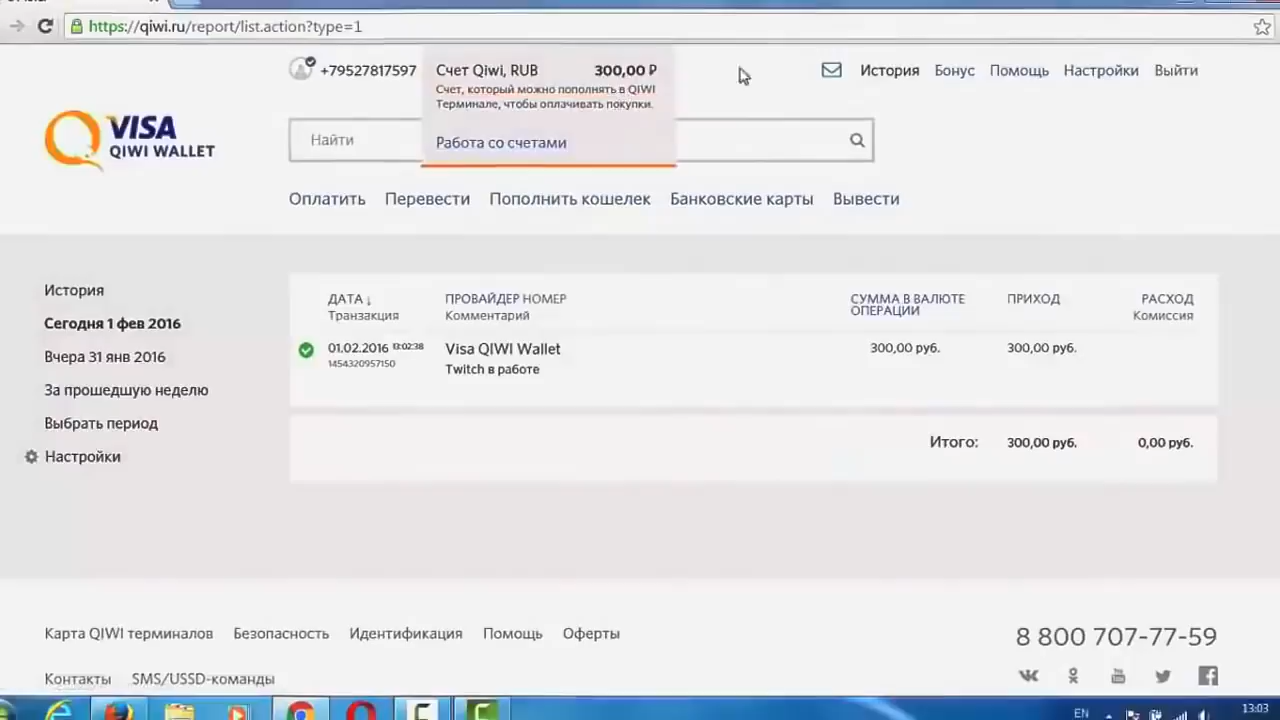 https://qiwi.ru/report/list.action?type=1
+79527817597
Счет Qiwi, RUB 300,00 ₽
Счет, который можно пополнять в QIWI
Терминале, чтобы оплачивать покупки.
Работа со счетами
История Бонус Помощь Настройки Выйти
VISA
QIWI WALLET
Найти
Оплатить Перевести Пополнить кошелек Банковские карты Вывести
История
Сегодня 1 фев 2016
Вчера 31 янв 2016
За прошедшую неделю
Выбрать период
Настройки
ДАТА ↓ ПРОВАЙДЕР НОМЕР СУММА В ВАЛЮТЕ ОПЕРАЦИИ ПРИХОД РАСХОД
Транзакция Комментарий Комиссия
01.02.2016 13:02:38 Visa QIWI Wallet 300,00 руб. 300,00 руб.
1454320957150 Twitch в работе
Итого: 300,00 руб. 0,00 руб.
Карта QIWI терминалов Безопасность Идентификация Помощь Оферты
8 800 707-77-59
Контакты SMS/USSD-команды
EN 13:03